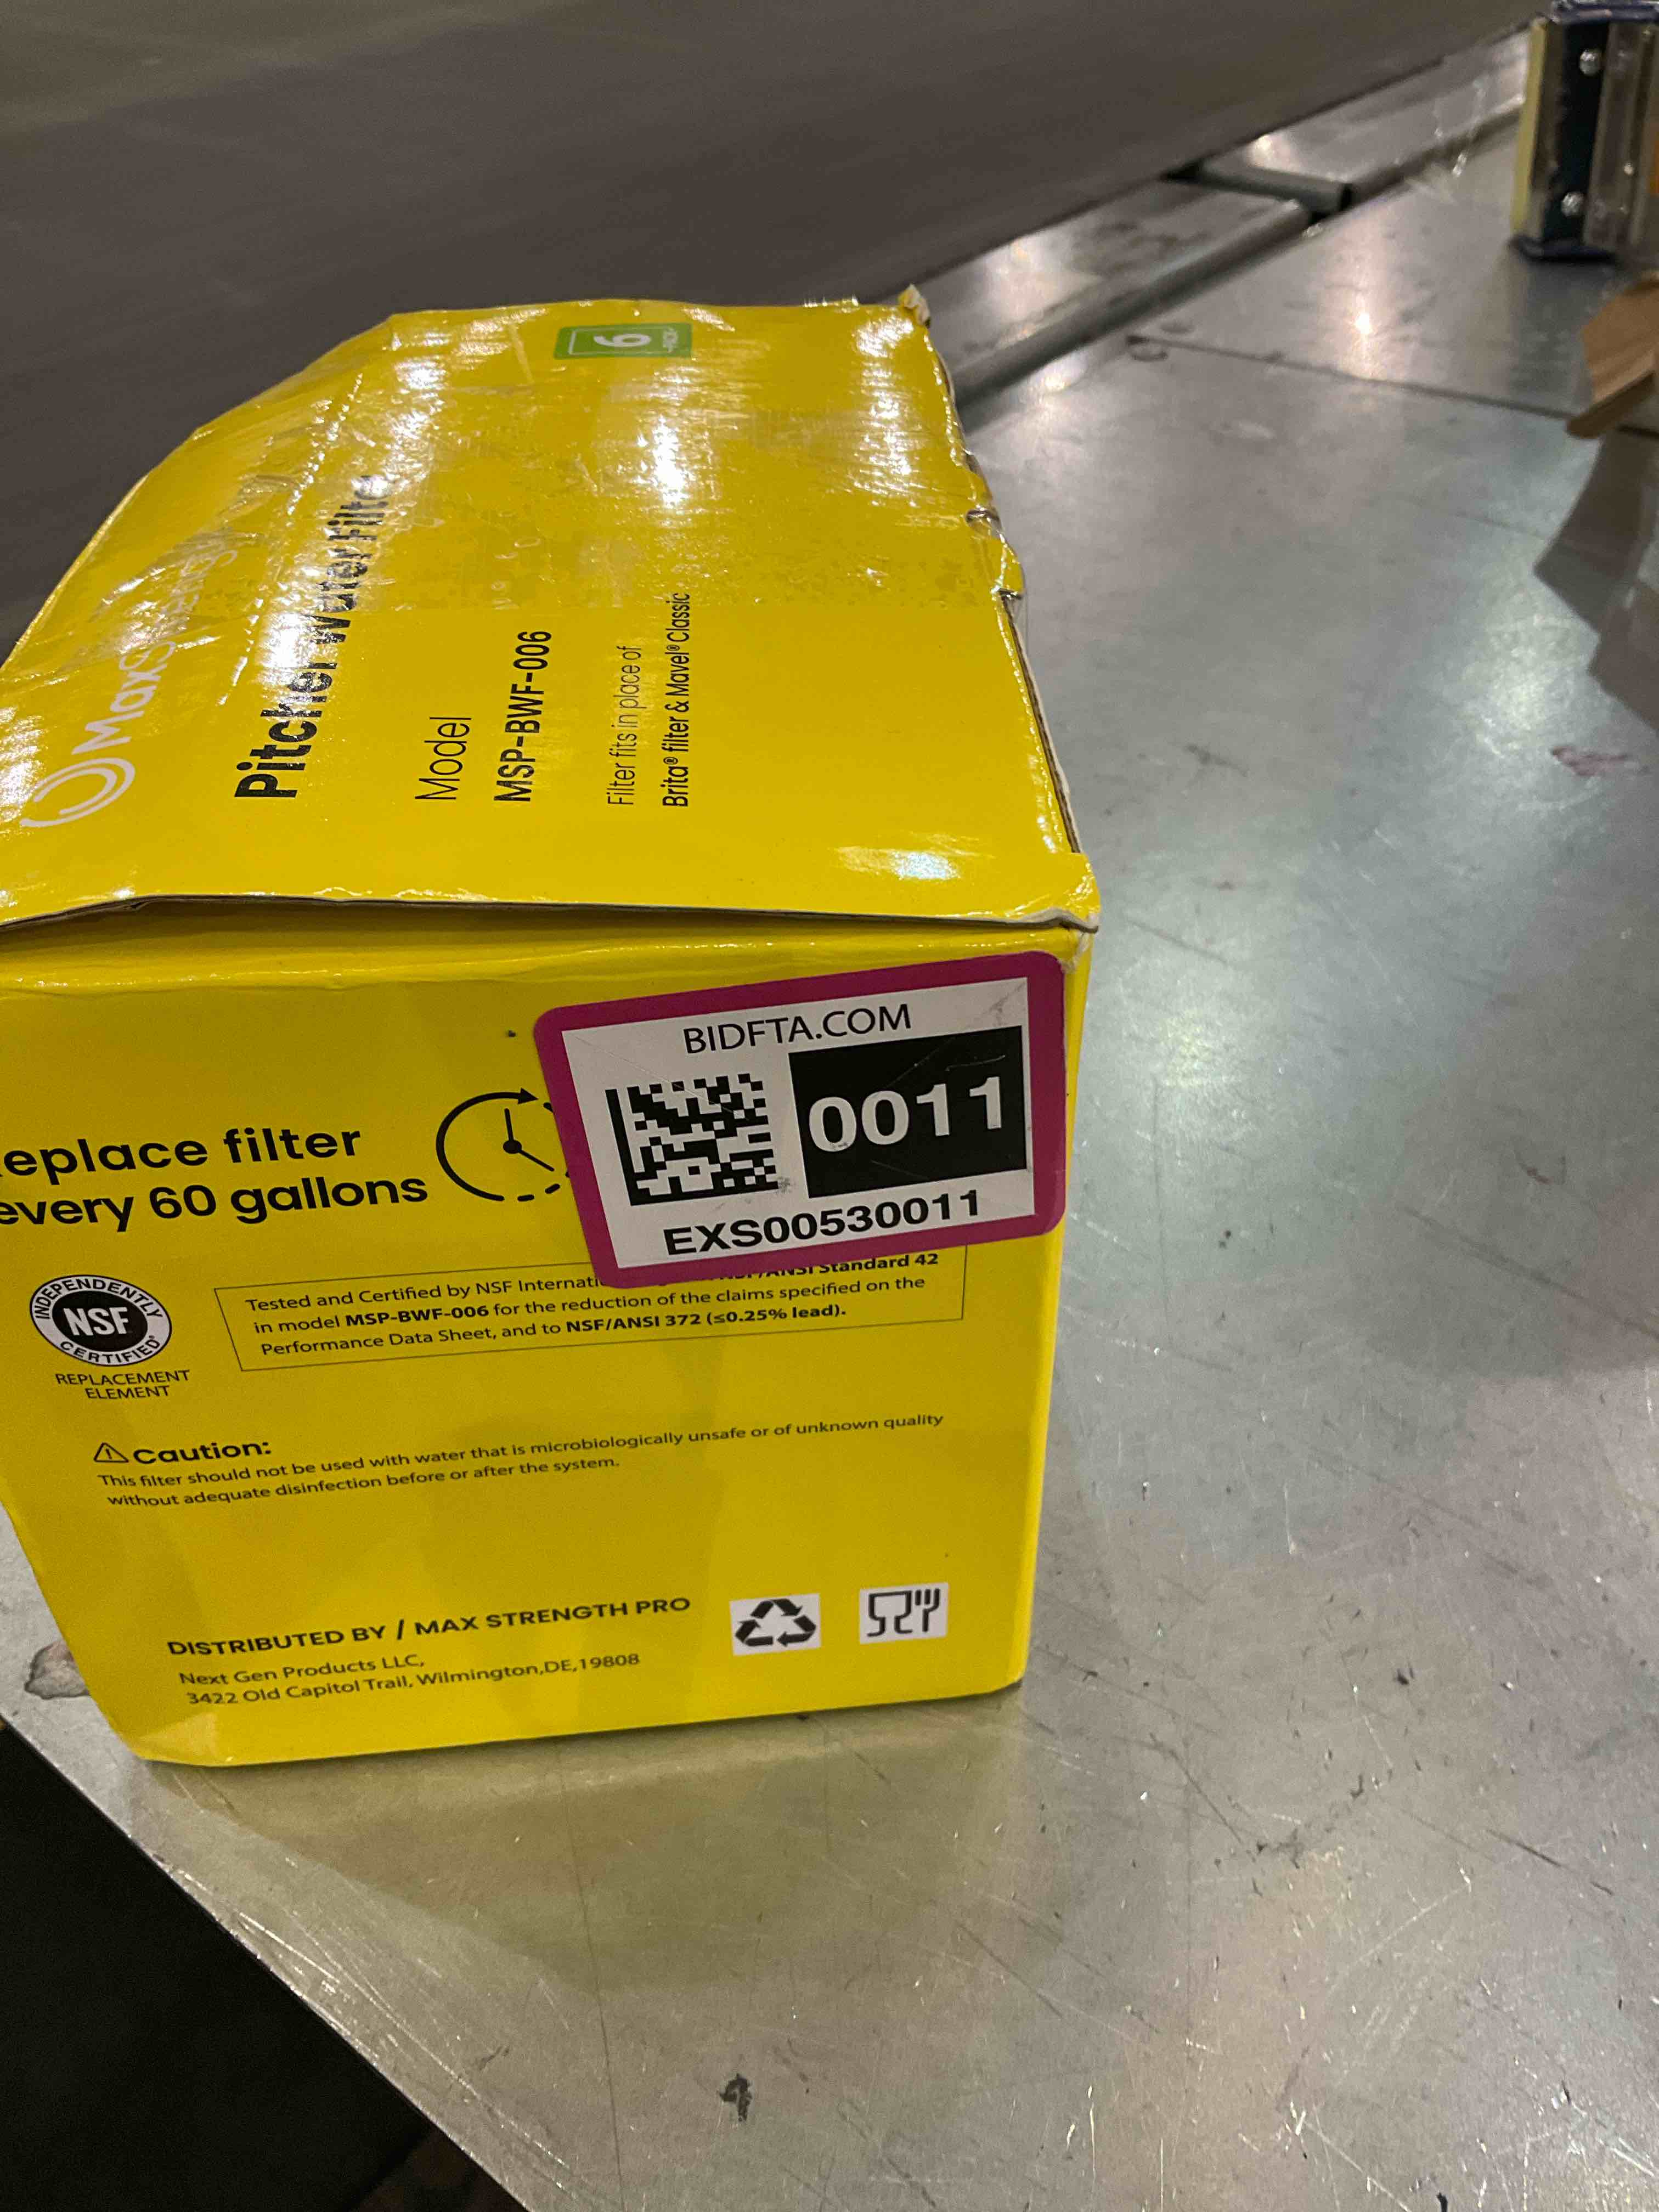 Pitcher Water Filter
Model
MSP-BWF-006
Filter fits in place of
Brita® filter & Mavel® Classic
6
BIDFTA.COM
0011
EXS00530011
eplace filter
every 60 gallons
INDEPENDENTLY
NSF
CERTIFIED
REPLACEMENT
ELEMENT
Tested and Certified by NSF Standard 42
in model MSP-BWF-006 for the reduction of the claims specified on the
Performance Data Sheet, and to NSF/ANSI 372 (≤0.25% lead).
Caution:
This filter should not be used with water that is microbiologically unsafe or of unknown quality
without adequate disinfection before or after the system.
DISTRIBUTED BY / MAX STRENGTH PRO
Next Gen Products LLC,
3422 Old Capitol Trail, Wilmington,DE,19808